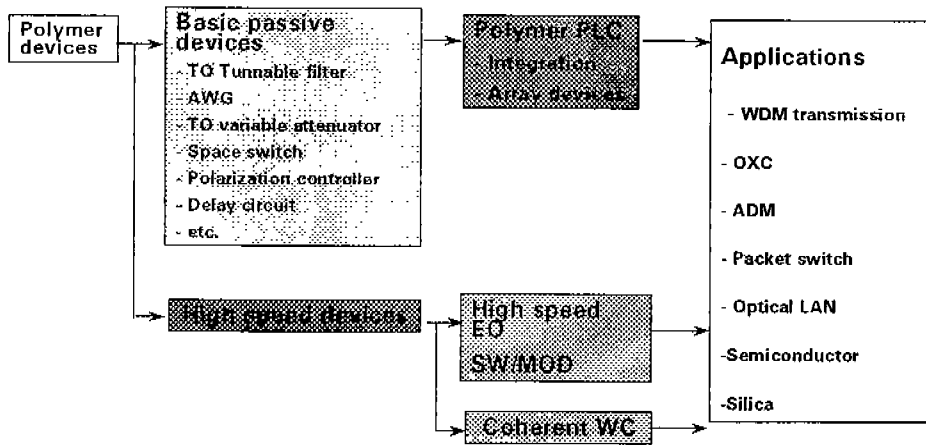 Polymer
devices
Basic passive
devices
- TO Tunnable filter
- AWG
- TO variable attenuator
- Space switch
- Polarization controller
- Delay circuit
- etc.
Polymer PLC
- Integration
- Array devices
High speed devices
High speed
EO
SW/MOD
Coherent WC
Applications
- WDM transmission
- OXC
- ADM
- Packet switch
- Optical LAN
-Semiconductor
-Silica